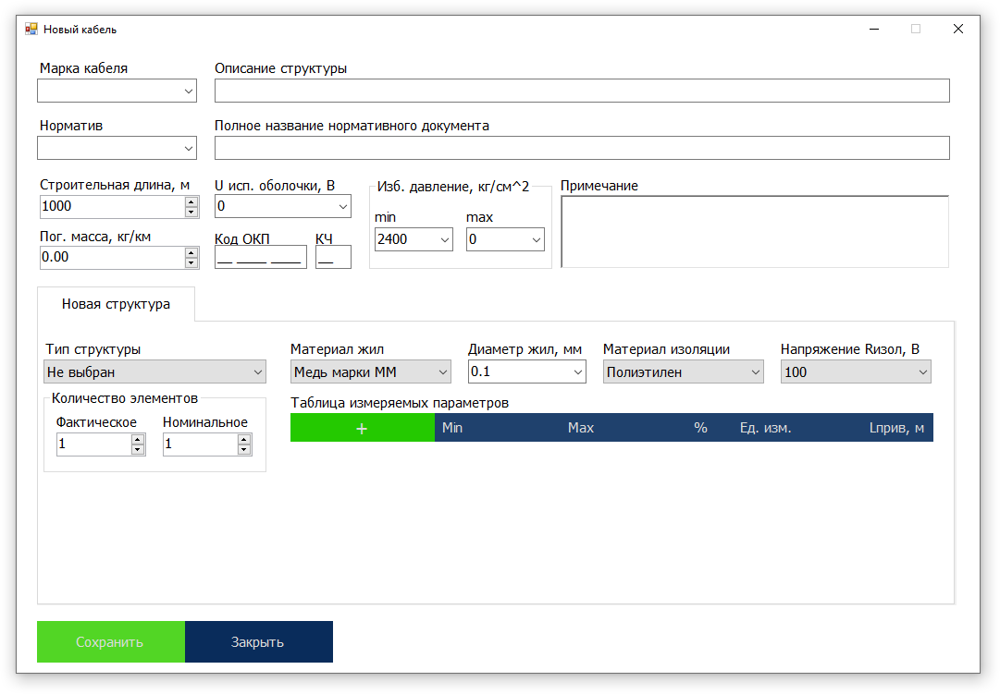 Новый кабель
Марка кабеля Описание структуры
Норматив Полное название нормативного документа
Строительная длина, м U исп. оболочки, В Изб. давление, кг/см^2 Примечание
1000 0
min max
Пог. масса, кг/км Код ОКП КЧ 2400 0
0.00 __ ____ ____ __
Новая структура
Тип структуры Материал жил Диаметр жил, мм Материал изоляции Напряжение Rизол, В
Не выбран Медь марки ММ 0.1 Полиэтилен 100
Количество элементов Таблица измеряемых параметров
Фактическое Номинальное + Min Max % Ед. изм. Lприв, м
1 1
Сохранить Закрыть